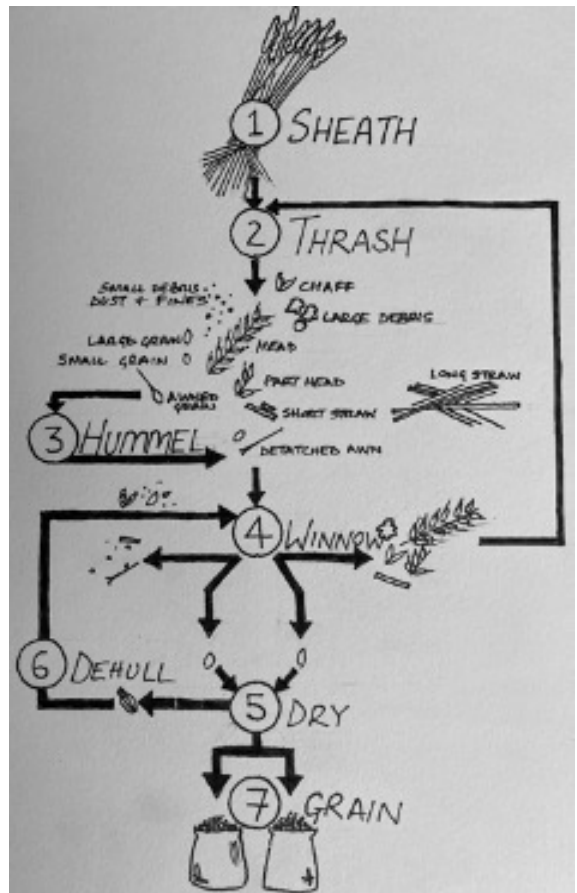 1 SHEATH
2 THRASH
SMALL DEBRIS
DUST + FINES
CHAFF
LARGE DEBRIS
LARGE GRAIN
HEAD
SMALL GRAIN
LONG STRAW
PART HEAD
AWNED
GRAIN
SHORT STRAW
3 HUMMEL
DETATCHED AWN
4 WINNOW
6 DEHULL
5 DRY
7 GRAIN